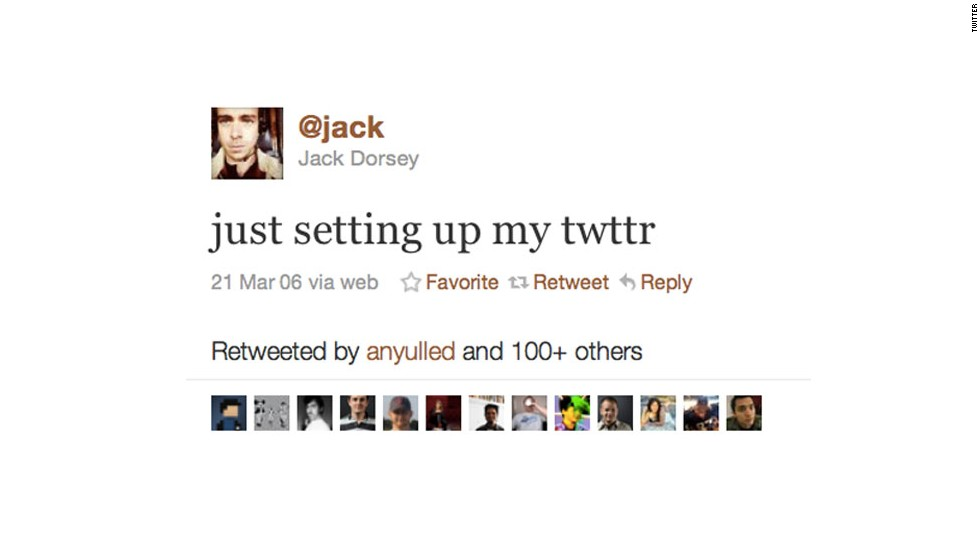 TWITTER
@jack
Jack Dorsey
just setting up my twttr
21 Mar 06 via web Favorite Retweet Reply
Retweeted by anyulled and 100+ others